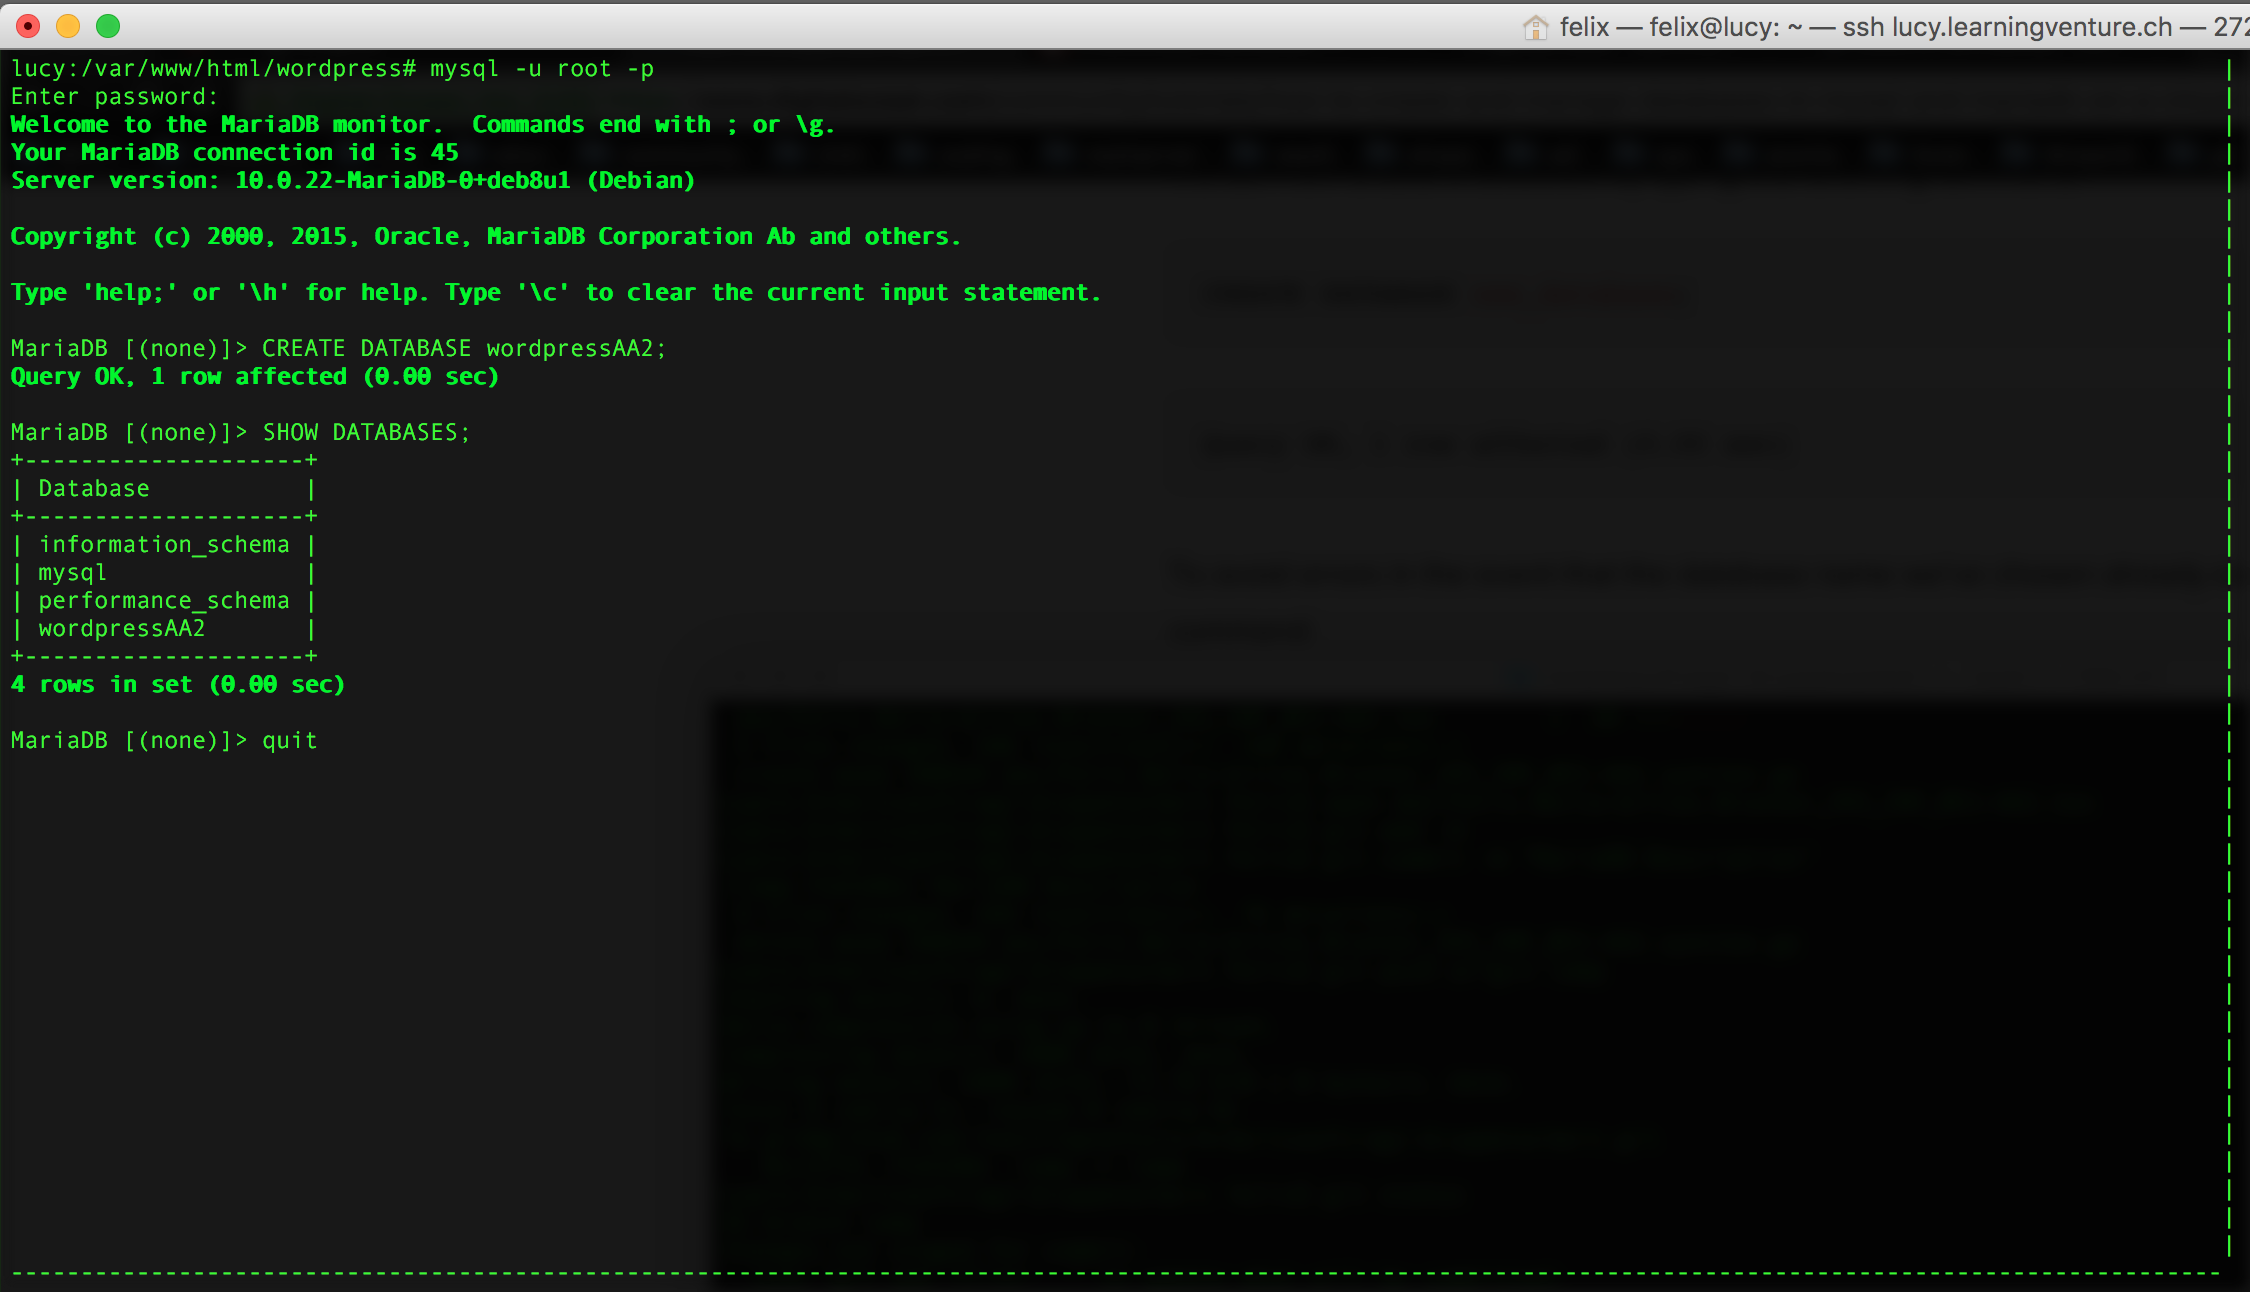 felix — felix@lucy: ~ — ssh lucy.learningventure.ch — 272
lucy:/var/www/html/wordpress# mysql -u root -p
Enter password:
Welcome to the MariaDB monitor.  Commands end with ; or \g.
Your MariaDB connection id is 45
Server version: 10.0.22-MariaDB-0+deb8u1 (Debian)
Copyright (c) 2000, 2015, Oracle, MariaDB Corporation Ab and others.
Type 'help;' or '\h' for help. Type '\c' to clear the current input statement.
MariaDB [(none)]> CREATE DATABASE wordpressAA2;
Query OK, 1 row affected (0.00 sec)
MariaDB [(none)]> SHOW DATABASES;
+--------------------+
| Database           |
+--------------------+
| information_schema |
| mysql              |
| performance_schema |
| wordpressAA2       |
+--------------------+
4 rows in set (0.00 sec)
MariaDB [(none)]> quit